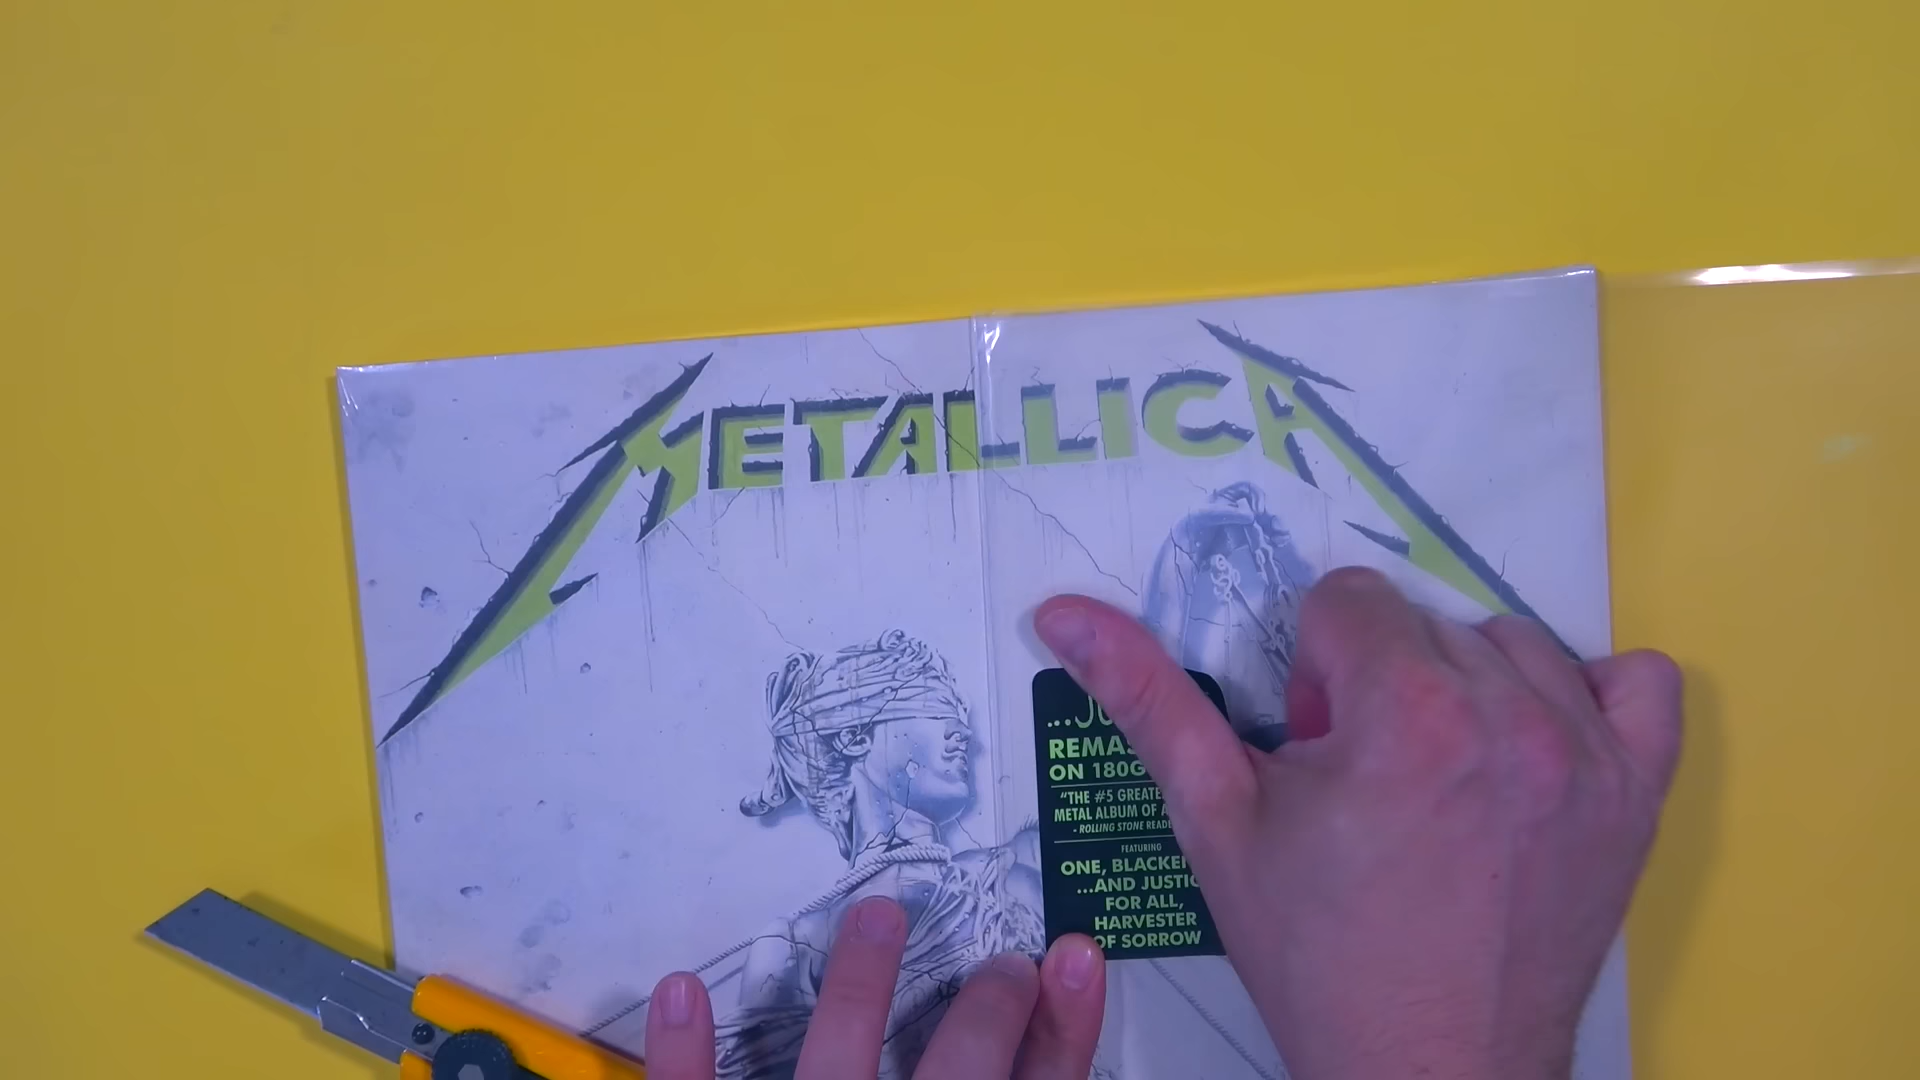 METALLICA
REMAS
ON 180G
"THE #5 GREATE
METAL ALBUM OF A
- ROLLING STONE READE
FEATURING
ONE, BLACKEN
...AND JUSTIC
FOR ALL,
HARVESTER
OF SORROW